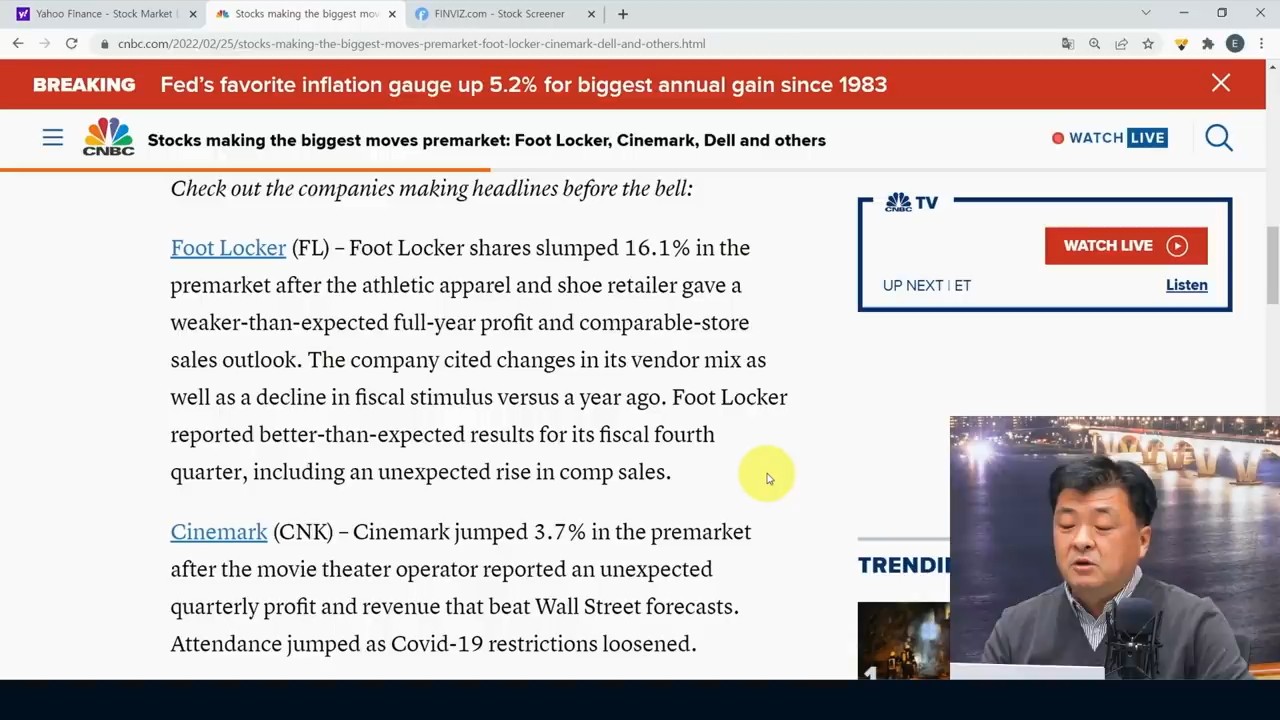 Yahoo Finance - Stock Market
Stocks making the biggest mov
FINVIZ.com - Stock Screener
cnbc.com/2022/02/25/stocks-making-the-biggest-moves-premarket-foot-locker-cinemark-dell-and-others.html
E
BREAKING Fed's favorite inflation gauge up 5.2% for biggest annual gain since 1983
CNBC
Stocks making the biggest moves premarket: Foot Locker, Cinemark, Dell and others
WATCH LIVE
Check out the companies making headlines before the bell:
Foot Locker (FL) – Foot Locker shares slumped 16.1% in the
premarket after the athletic apparel and shoe retailer gave a
weaker-than-expected full-year profit and comparable-store
sales outlook. The company cited changes in its vendor mix as
well as a decline in fiscal stimulus versus a year ago. Foot Locker
reported better-than-expected results for its fiscal fourth
quarter, including an unexpected rise in comp sales.
Cinemark (CNK) – Cinemark jumped 3.7% in the premarket
after the movie theater operator reported an unexpected
quarterly profit and revenue that beat Wall Street forecasts.
Attendance jumped as Covid-19 restrictions loosened.
CNBC TV
WATCH LIVE
UP NEXT | ET
Listen
TRENDI
1